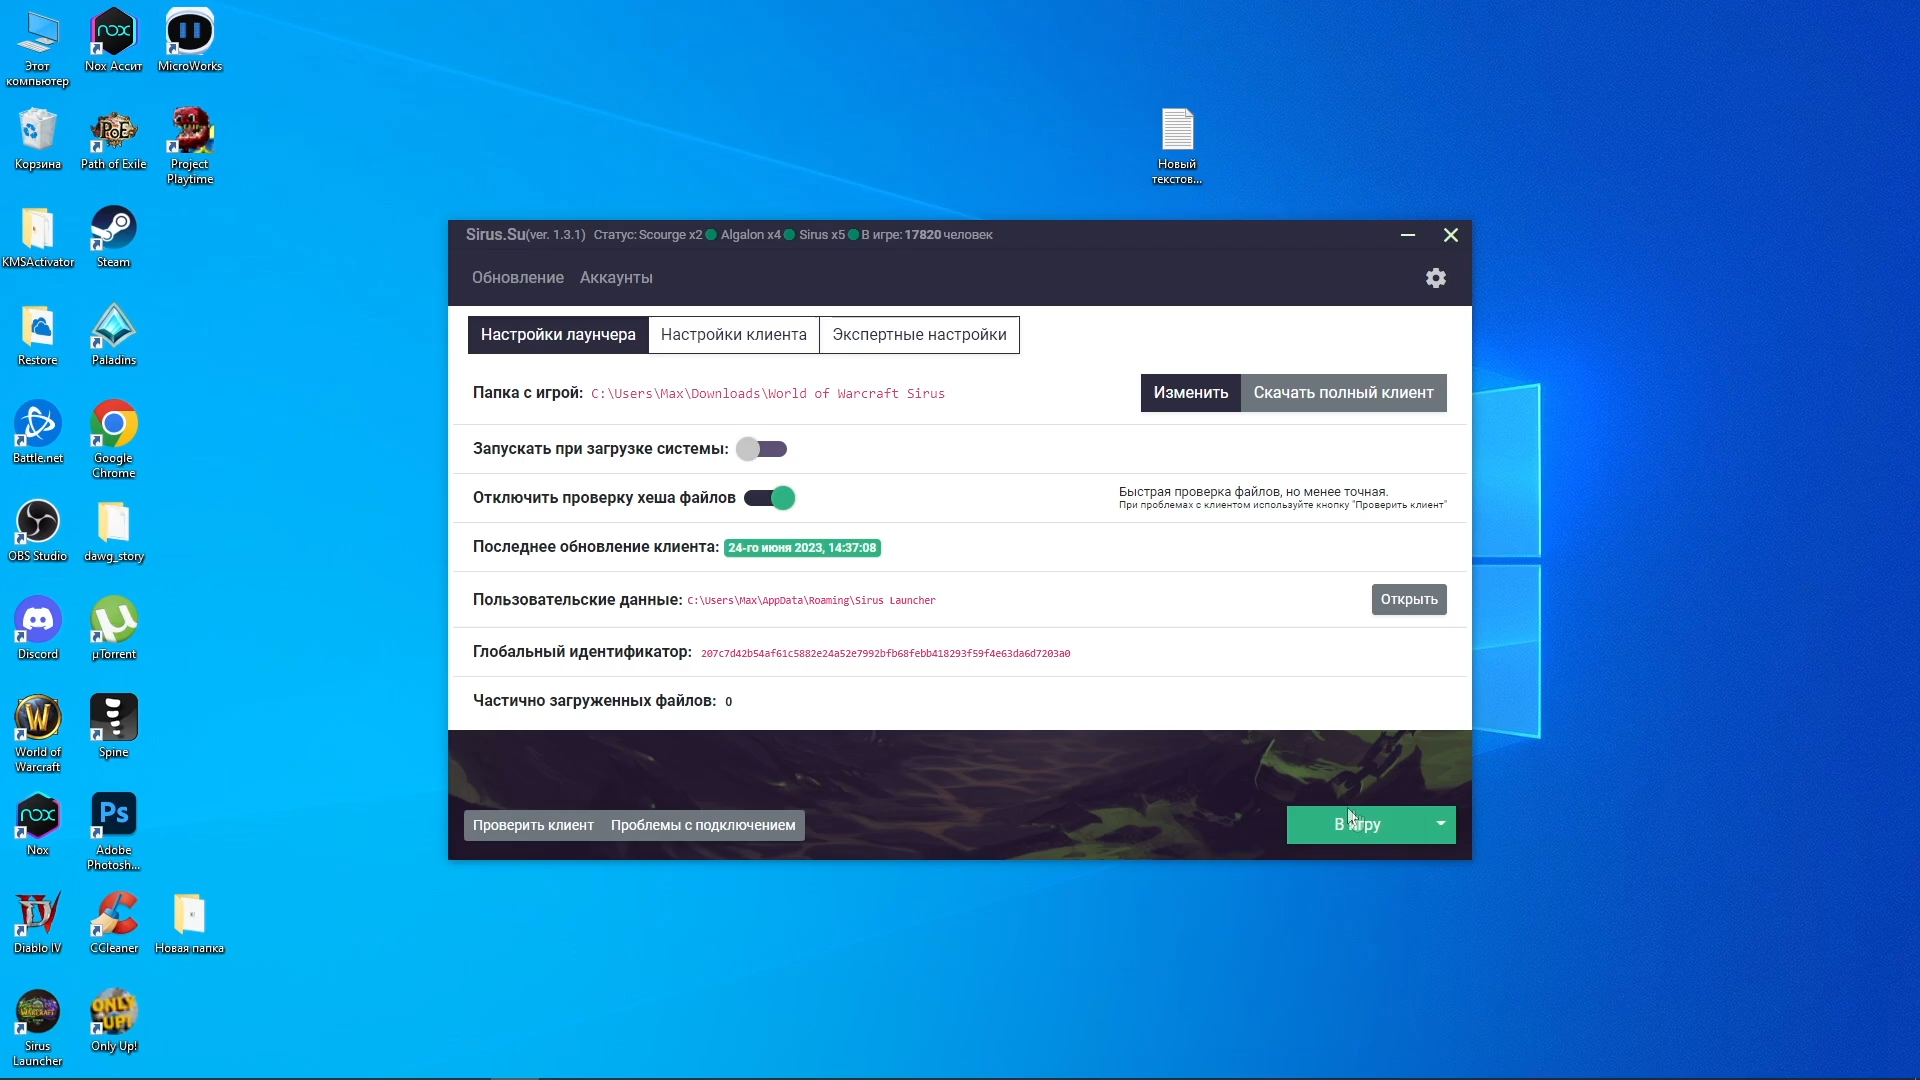 Этот
компьютер
Nox Ассит
MicroWorks
Корзина
Path of Exile
Project
Playtime
KMSActivator
Steam
Restore
Paladins
Battle.net
Google
Chrome
OBS Studio
dawg_story
Discord
µTorrent
World of
Warcraft
Spine
Nox
Adobe
Photosh...
Diablo IV
CCleaner
Новая папка
Sirus
Launcher
Only Up!
Новый
текстов...
Sirus.Su(ver. 1.3.1) Статус: Scourge x2 Algalon x4 Sirus x5 В игре: 17820 человек
Обновление Аккаунты
Настройки лаунчера Настройки клиента Экспертные настройки
Папка с игрой: C:\Users\Max\Downloads\World of Warcraft Sirus Изменить Скачать полный клиент
Запускать при загрузке системы:
Отключить проверку хеша файлов
Быстрая проверка файлов, но менее точная.
При проблемах с клиентом используйте кнопку "Проверить клиент"
Последнее обновление клиента: 24-го июня 2023, 14:37:08
Пользовательские данные: C:\Users\Max\AppData\Roaming\Sirus Launcher Открыть
Глобальный идентификатор: 207c7d42b54af61c5882e24a52e7992bfb68febb418293f59f4e63da6d7203a0
Частично загруженных файлов: 0
Проверить клиент Проблемы с подключением В игру
nox
nox
POE
Ps
W
ONLY
UP!